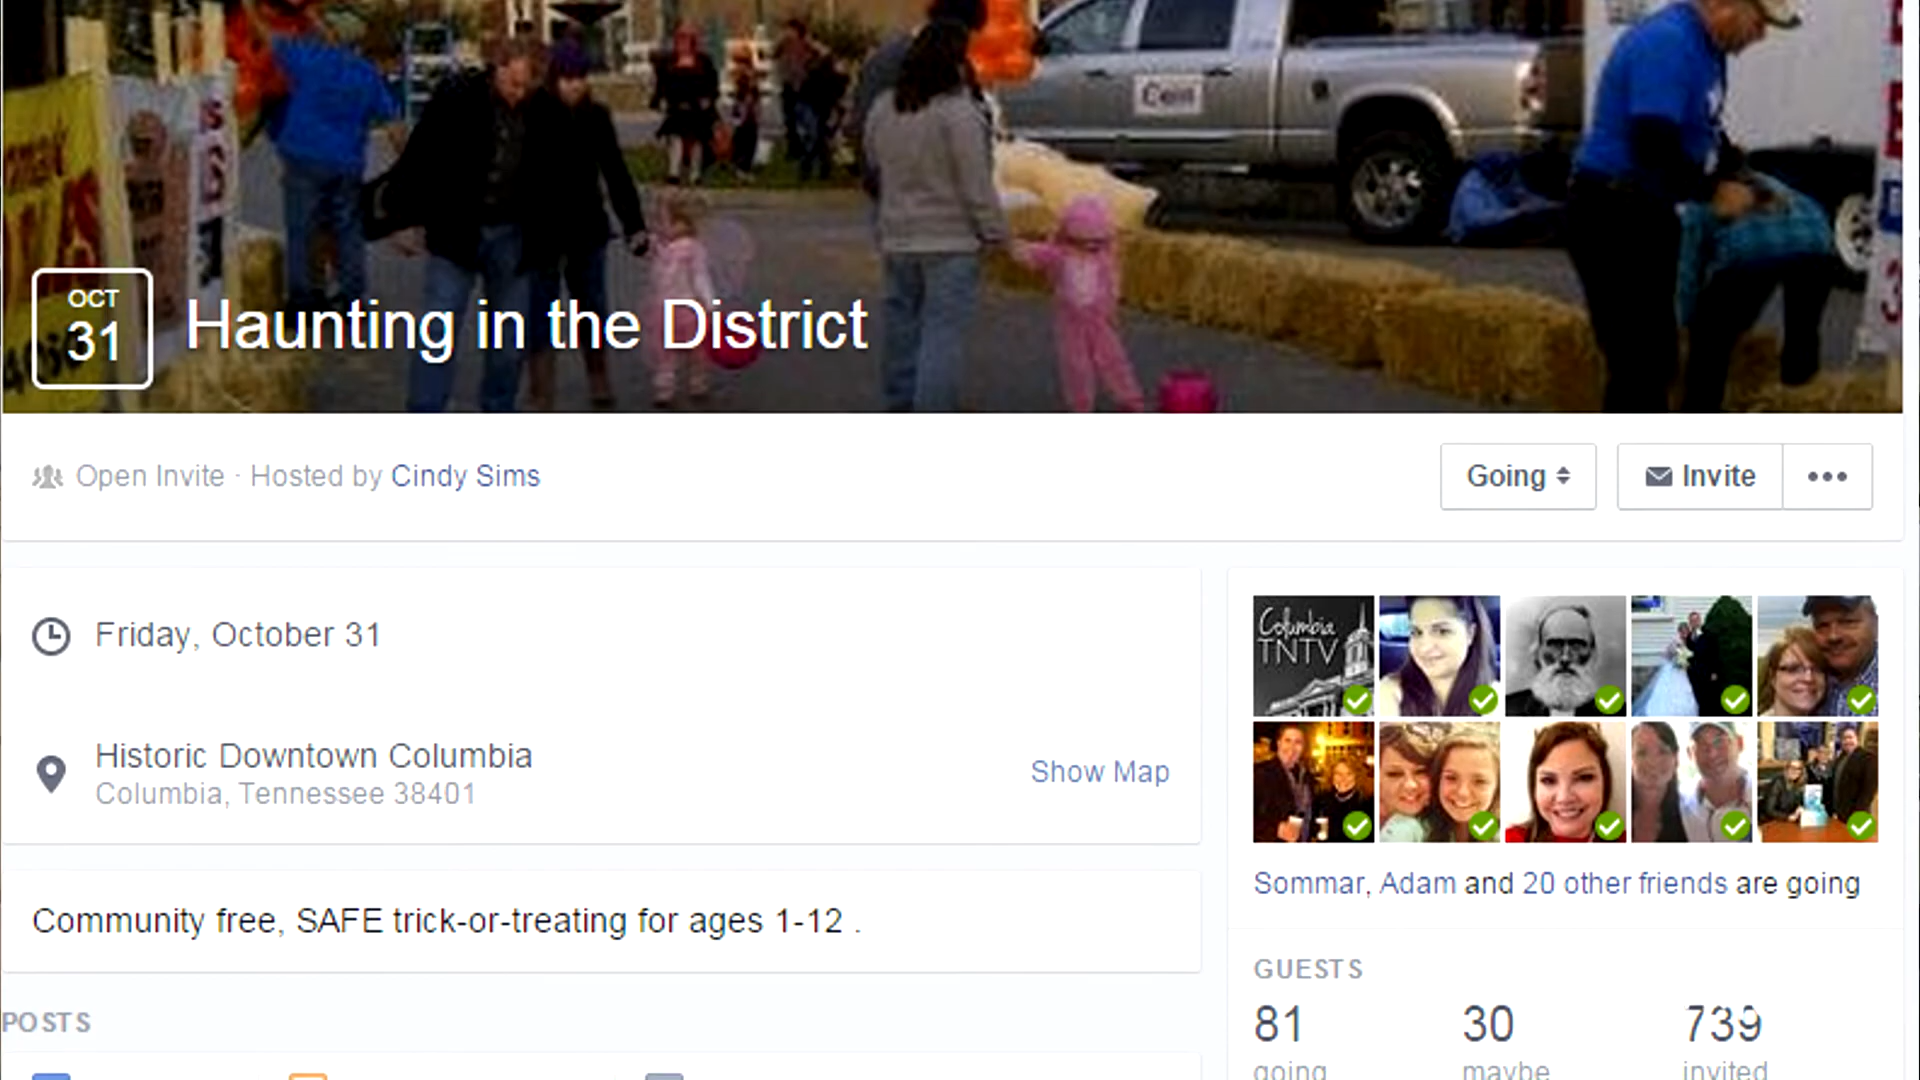 OCT
31
Haunting in the District
Open Invite · Hosted by Cindy Sims
Going
Invite
Friday, October 31
Historic Downtown Columbia
Columbia, Tennessee 38401
Show Map
Community free, SAFE trick-or-treating for ages 1-12 .
POSTS
Columbia
TNTV
Sommar, Adam and 20 other friends are going
GUESTS
81 30 739
going maybe invited